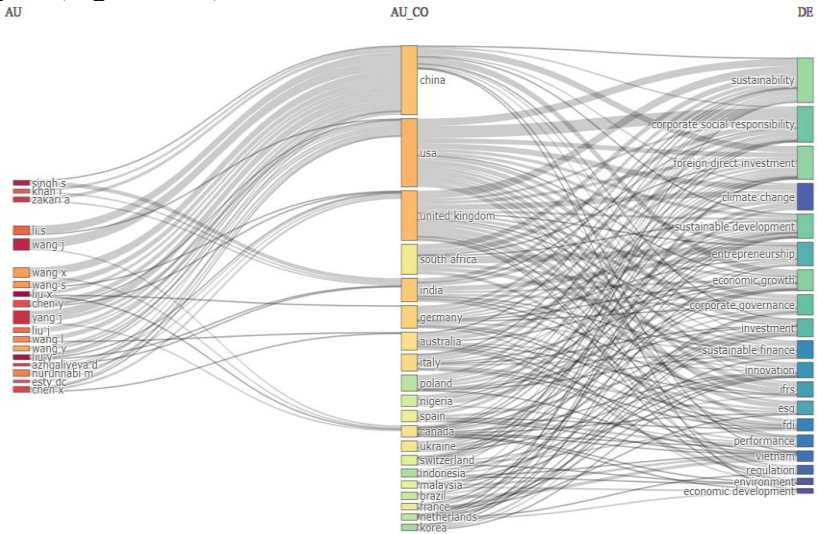 AU
AU_CO
DE
singh s
khan i
zakari a
li s
wang j
wang x
wang s
liu x
chen y
yang j
liu j
wang l
wang y
liu y
azhgaliyeva d
nurunnabi m
esty dc
chen x
china
usa
united kingdom
south africa
india
germany
australia
italy
poland
nigeria
spain
canada
ukraine
switzerland
indonesia
malaysia
brazil
france
netherlands
korea
sustainability
corporate social responsibility
foreign direct investment
climate change
sustainable development
entrepreneurship
economic growth
corporate governance
investment
sustainable finance
innovation
ifrs
esg
fdi
performance
vietnam
regulation
environment
economic development